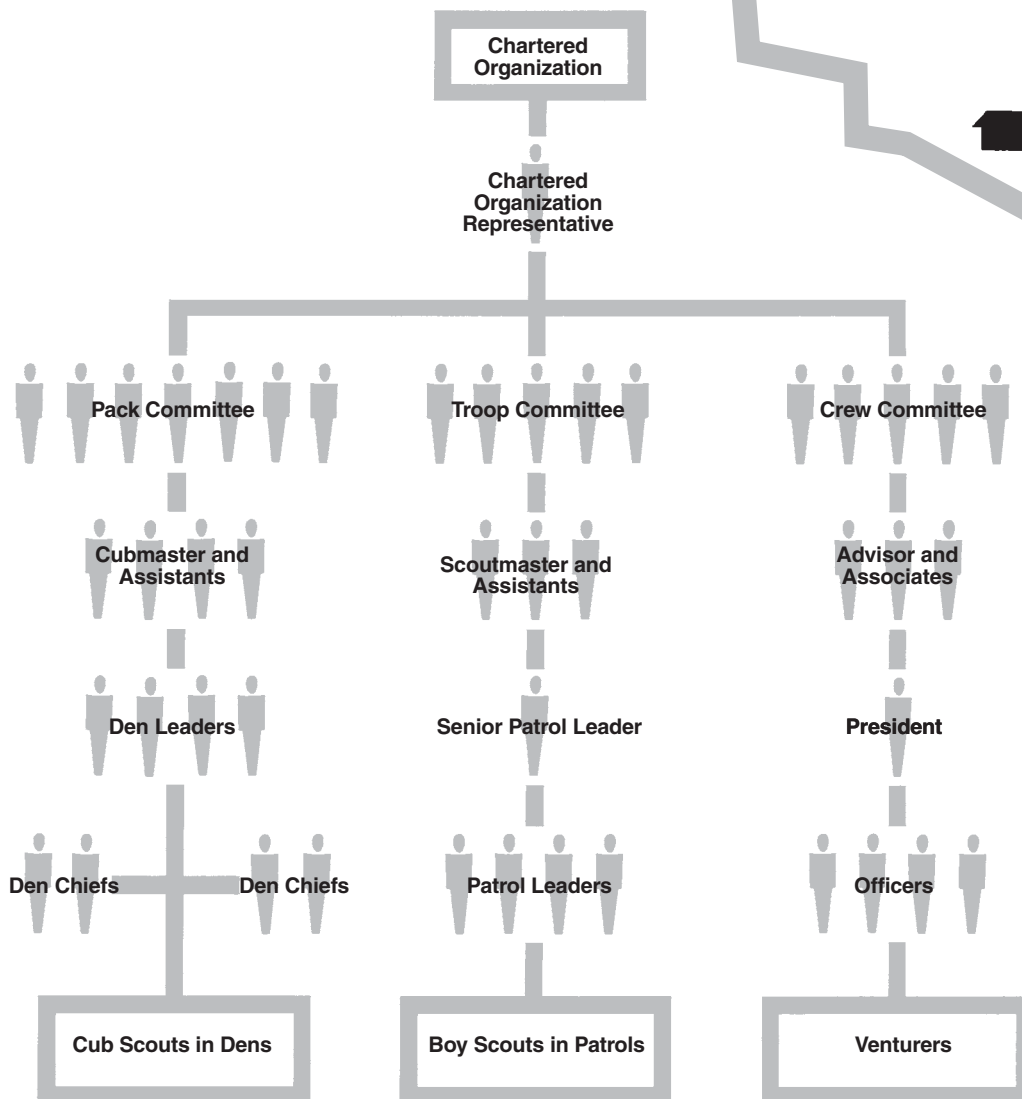 Chartered
Organization
Chartered
Organization
Representative
Pack Committee
Troop Committee
Crew Committee
Cubmaster and
Assistants
Scoutmaster and
Assistants
Advisor and
Associates
Den Leaders
Senior Patrol Leader
President
Den Chiefs
Den Chiefs
Patrol Leaders
Officers
Cub Scouts in Dens
Boy Scouts in Patrols
Venturers